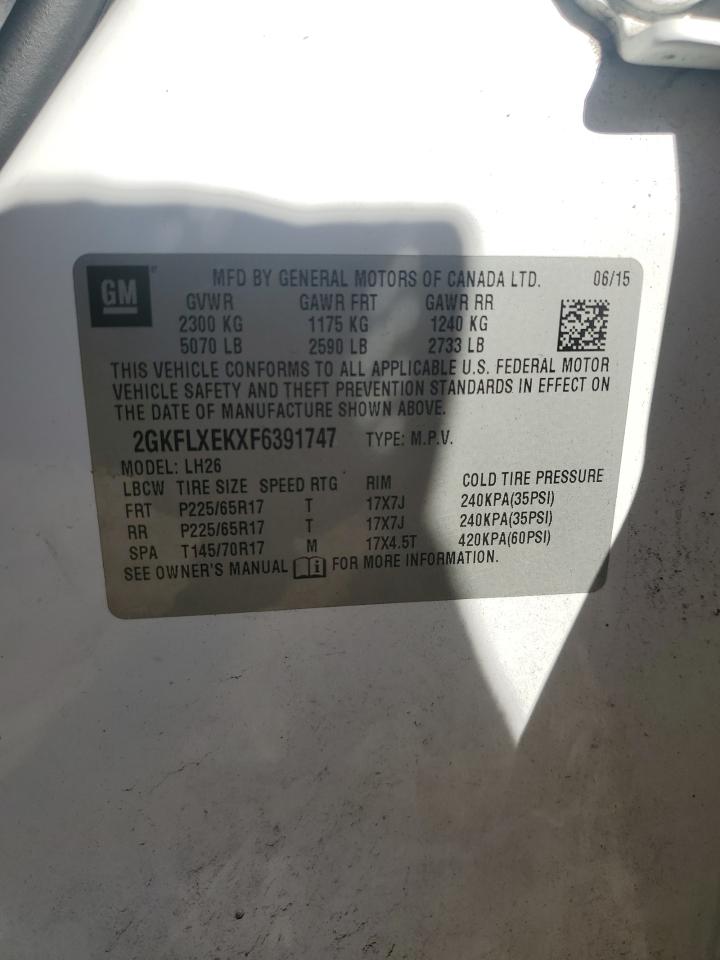 GM
MFD BY GENERAL MOTORS OF CANADA LTD. 06/15
GVWR GAWR FRT GAWR RR
2300 KG 1175 KG 1240 KG
5070 LB 2590 LB 2733 LB
THIS VEHICLE CONFORMS TO ALL APPLICABLE U.S. FEDERAL MOTOR
VEHICLE SAFETY AND THEFT PREVENTION STANDARDS IN EFFECT ON
THE DATE OF MANUFACTURE SHOWN ABOVE.
2GKFLXEKXF6391747 TYPE: M.P.V.
MODEL: LH26
LBCW TIRE SIZE SPEED RTG RIM COLD TIRE PRESSURE
FRT P225/65R17 T 17X7J 240KPA(35PSI)
RR P225/65R17 T 17X7J 240KPA(35PSI)
SPA T145/70R17 M 17X4.5T 420KPA(60PSI)
SEE OWNER'S MANUAL FOR MORE INFORMATION.